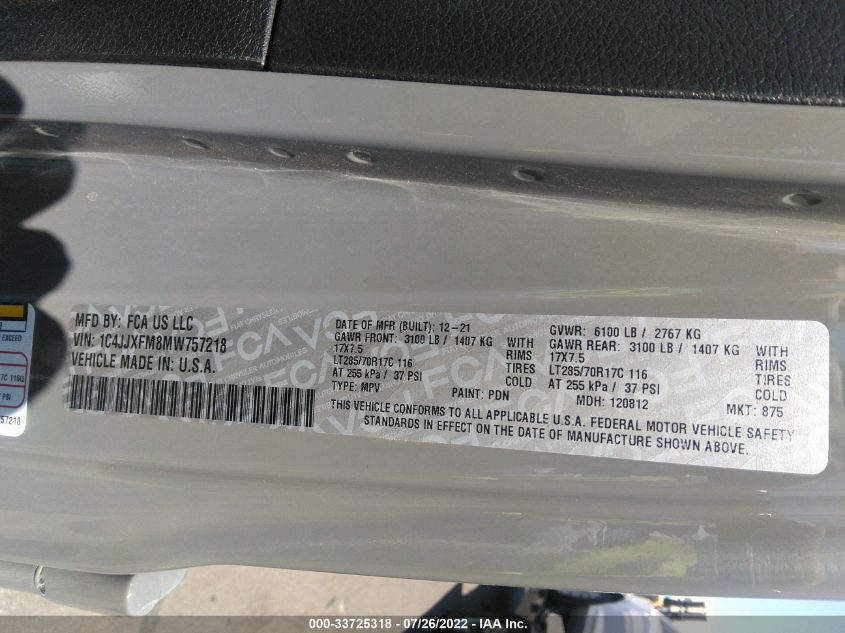 EXCEED
7C 116Q
757218
MFD BY: FCA US LLC
VIN: 1C4JJXFM8MW757218
VEHICLE MADE IN: U.S.A.
DATE OF MFR (BUILT): 12-21
GAWR FRONT: 3100 LB / 1407 KG WITH
17X7.5 RIMS
LT285/70R17C 116 TIRES
AT 255 kPa / 37 PSI COLD
TYPE: MPV PAINT: PDN
GVWR: 6100 LB / 2767 KG
GAWR REAR: 3100 LB / 1407 KG WITH
17X7.5 RIMS
LT285/70R17C 116 TIRES
AT 255 kPa / 37 PSI COLD
MDH: 120812 MKT: 875
THIS VEHICLE CONFORMS TO ALL APPLICABLE U.S.A. FEDERAL MOTOR VEHICLE SAFETY
STANDARDS IN EFFECT ON THE DATE OF MANUFACTURE SHOWN ABOVE.
000-33725318 - 07/26/2022 - IAA Inc.